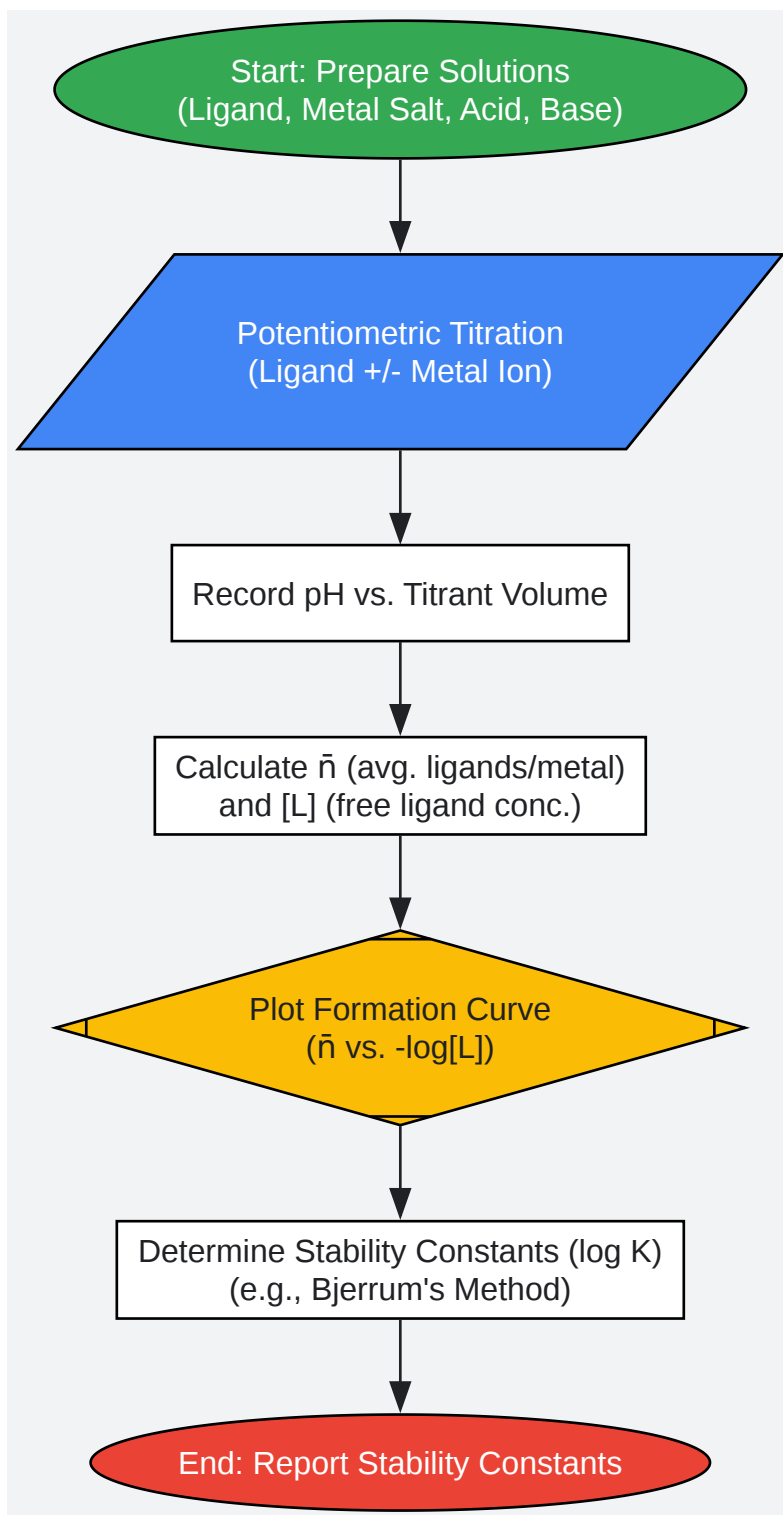 Start: Prepare Solutions
(Ligand, Metal Salt, Acid, Base)
Potentiometric Titration
(Ligand +/- Metal Ion)
Record pH vs. Titrant Volume
Calculate n̄ (avg. ligands/metal)
and [L] (free ligand conc.)
Plot Formation Curve
(n̄ vs. -log[L])
Determine Stability Constants (log K)
(e.g., Bjerrum's Method)
End: Report Stability Constants